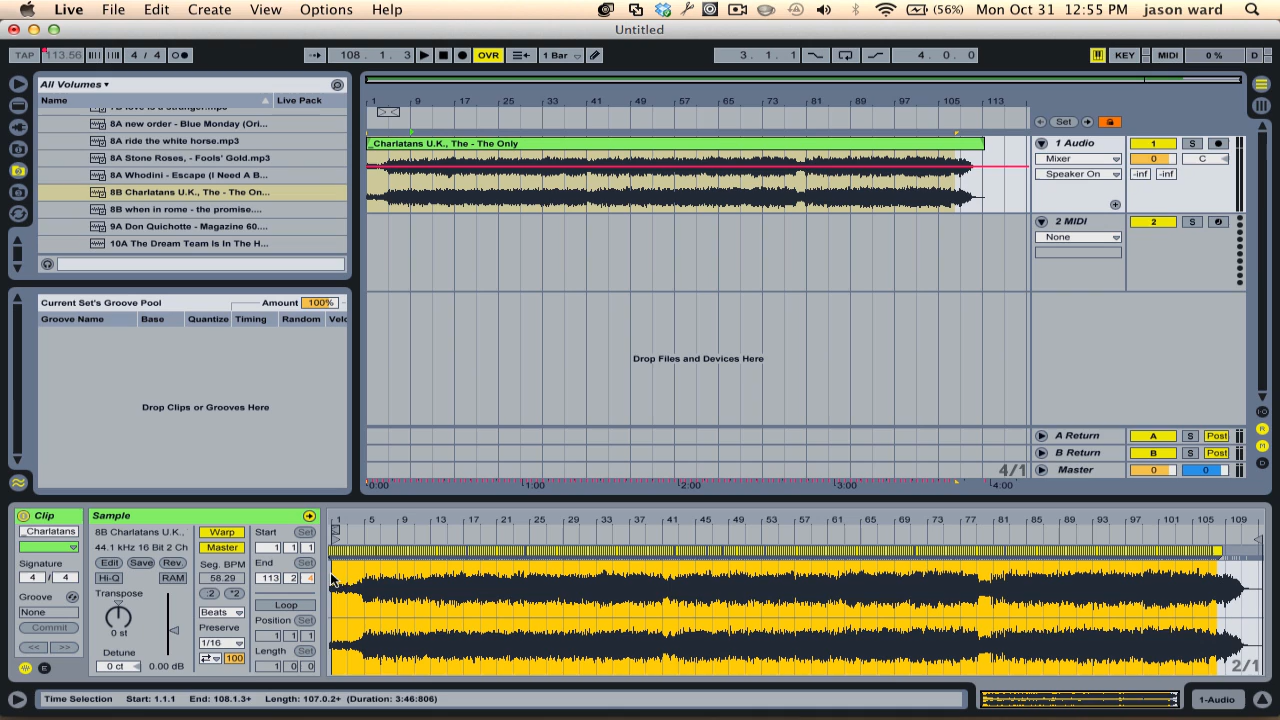 Live File Edit Create View Options Help (56%) Mon Oct 31 12:55 PM jason ward
Untitled
TAP 113.56 4 / 4 108 . 1 . 3 OVR 1 Bar 3 . 1 . 1 4 . 0 . 0 KEY MIDI 0 % D
All Volumes
Name Live Pack
8A new order - Blue Monday (Ori...
8A ride the white horse.mp3
8A Stone Roses, - Fools' Gold.mp3
8A Whodini - Escape (I Need A B...
8B Charlatans U.K., The - The On...
8B when in rome - the promise....
9A Don Quichotte - Magazine 60....
10A The Dream Team Is In The H...
Current Set's Groove Pool Amount 100%
Groove Name Base Quantize Timing Random Velo
Drop Clips or Grooves Here
1 9 17 25 33 41 49 57 65 73 81 89 97 105 113
Set
_Charlatans U.K., The - The Only
1 Audio 1 S
Mixer 0 C
Speaker On -inf -inf
2 MIDI 2 S
None
Drop Files and Devices Here
A Return A S Post
B Return B S Post
4/1 Master 0 0
0:00 1:00 2:00 3:00 4:00
Clip
_Charlatans
Signature
4 / 4
Groove
None
Commit
<< >>
Sample
8B Charlatans U.K.,
44.1 kHz 16 Bit 2 Ch
Edit Save Rev
Hi-Q RAM
Transpose
0 st
Detune
0 ct 0.00 dB
Warp
Master
Seg. BPM
58.29
:2 *2
Beats
Preserve
1/16
100
Start Set
1 1 1
End Set
113 2 4
Loop
Position Set
1 1 1
Length Set
1 0 0
1 5 9 13 17 21 25 29 33 37 41 45 49 53 57 61 65 69 73 77 81 85 89 93 97 101 105 109
2/1
Time Selection Start: 1.1.1 End: 108.1.3+ Length: 107.0.2+ (Duration: 3:46:806)
1-Audio